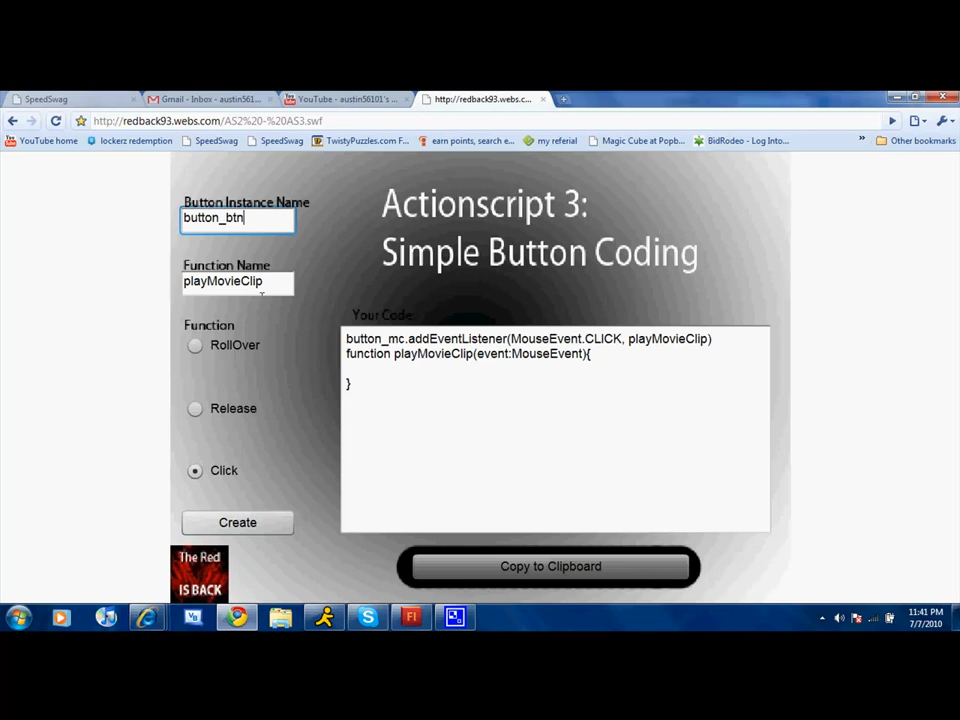 SpeedSwag
Gmail - Inbox - austin561...
YouTube - austin56101's ...
http://redback93.webs.c...
http://redback93.webs.com/AS2%20-%20AS3.swf
YouTube home
lockerz redemption
SpeedSwag
SpeedSwag
TwistyPuzzles.com F...
earn points, search e...
my referial
Magic Cube at Popb...
BidRodeo - Log Into...
»
Other bookmarks
Button Instance Name
button_btn
Function Name
playMovieClip
Function
RollOver
Release
Click
Create
The Red
IS BACK
Actionscript 3:
Simple Button Coding
Your Code:
button_mc.addEventListener(MouseEvent.CLICK, playMovieClip)
function playMovieClip(event:MouseEvent){
}
Copy to Clipboard
VB
Fl
11:41 PM
7/7/2010